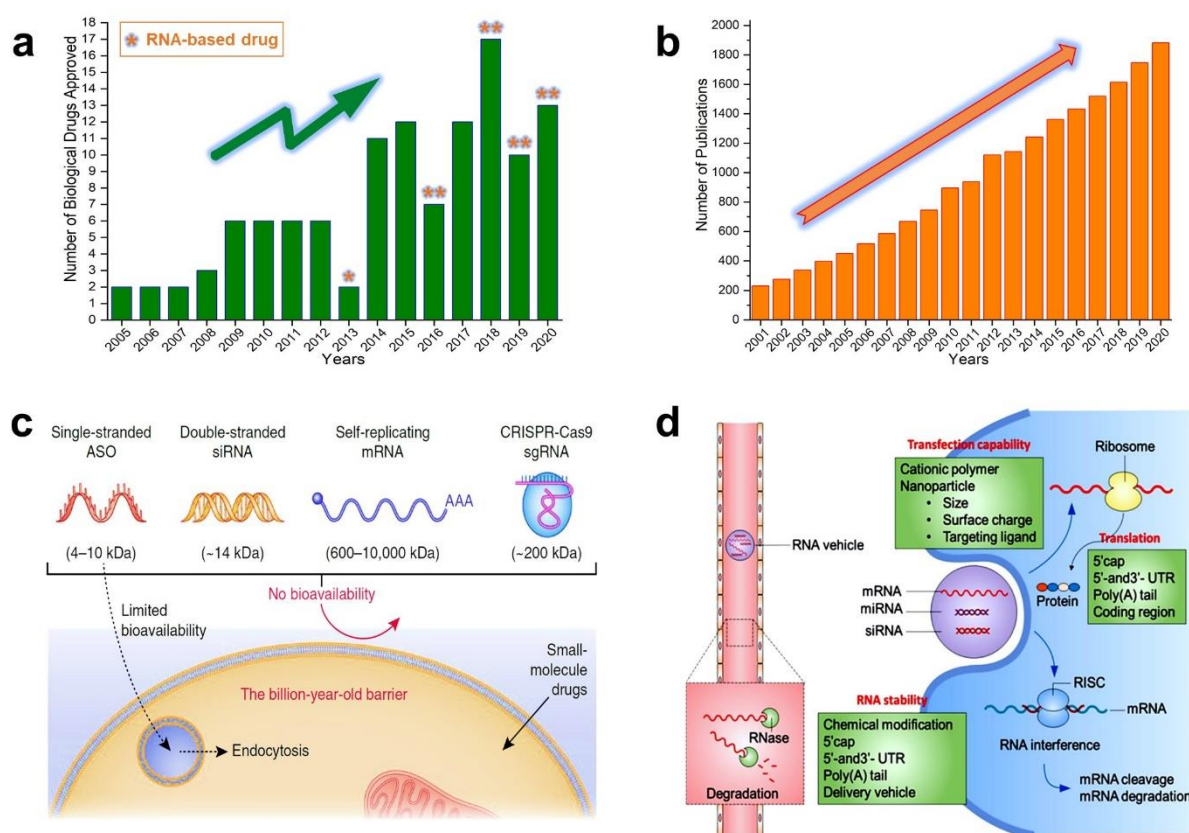 a
* RNA-based drug
Number of Biological Drugs Approved
18
17
16
15
14
13
12
11
10
9
8
7
6
5
4
3
2
1
0
*
**
**
**
**
2005
2006
2007
2008
2009
2010
2011
2012
2013
2014
2015
2016
2017
2018
2019
2020
Years
b
Number of Publications
2000
1800
1600
1400
1200
1000
800
600
400
200
0
2001
2002
2003
2004
2005
2006
2007
2008
2009
2010
2011
2012
2013
2014
2015
2016
2017
2018
2019
2020
Years
c
Single-stranded
ASO
(4–10 kDa)
Double-stranded
siRNA
(~14 kDa)
Self-replicating
mRNA
AAA
(600–10,000 kDa)
CRISPR-Cas9
sgRNA
(~200 kDa)
No bioavailability
Limited
bioavailability
Small-
molecule
drugs
The billion-year-old barrier
Endocytosis
d
RNA vehicle
RNase
Degradation
Transfection capability
Cationic polymer
Nanoparticle
• Size
• Surface charge
• Targeting ligand
Ribosome
Translation
5'cap
5'-and3'- UTR
Poly(A) tail
Coding region
Protein
mRNA
miRNA
siRNA
RNA stability
Chemical modification
5'cap
5'-and3'- UTR
Poly(A) tail
Delivery vehicle
RISC
mRNA
RNA interference
mRNA cleavage
mRNA degradation